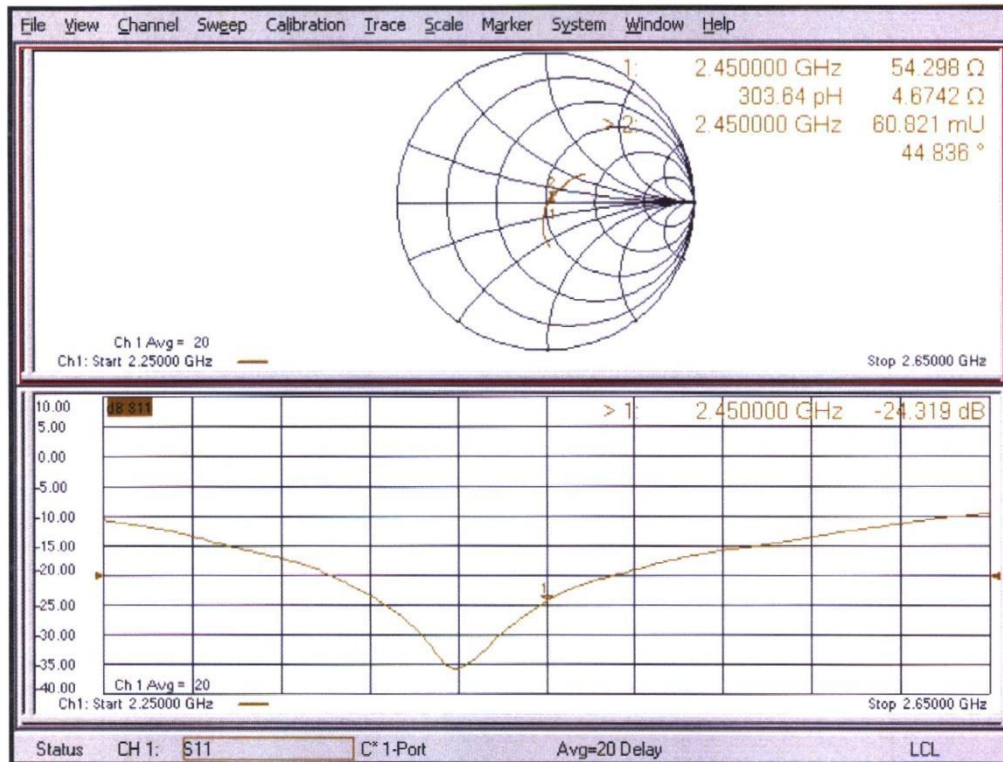 File View Channel Sweep Calibration Trace Scale Marker System Window Help
1: 2.450000 GHz 54.298 Ω
303.64 pH 4.6742 Ω
> 2: 2.450000 GHz 60.821 mU
44.836 °
2
1
Ch 1 Avg = 20
Ch1: Start 2.25000 GHz Stop 2.65000 GHz
10.00 dB S11 > 1: 2.450000 GHz -24.319 dB
5.00
0.00
-5.00
-10.00
-15.00
-20.00
-25.00 1
-30.00
-35.00
-40.00
Ch 1 Avg = 20
Ch1: Start 2.25000 GHz Stop 2.65000 GHz
Status CH 1: S11 C* 1-Port Avg=20 Delay LCL